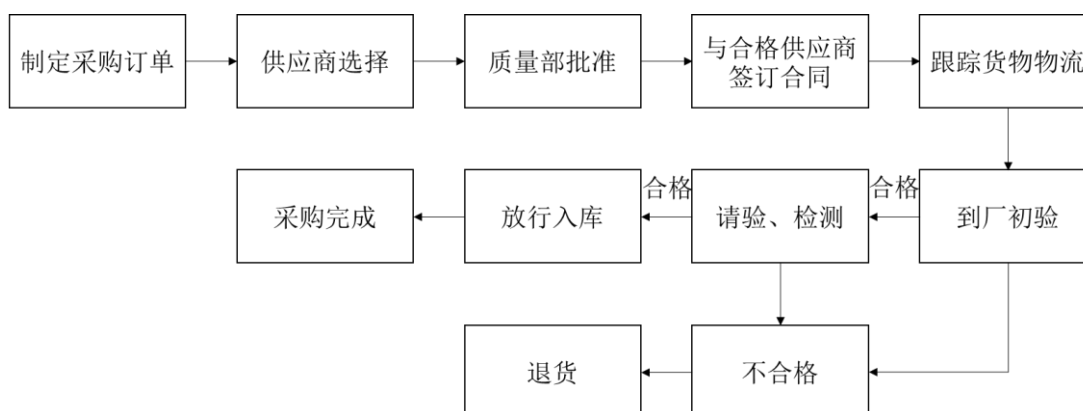 制定采购订单
供应商选择
质量部批准
与合格供应商
签订合同
跟踪货物物流
采购完成
放行入库
合格
请验、检测
合格
到厂初验
退货
不合格